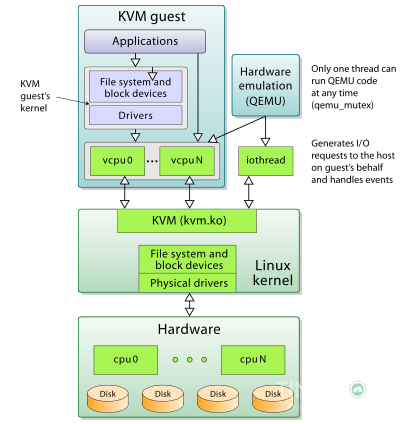 KVM guest
Applications
File system and
block devices
Drivers
KVM
guest's
kernel
vcpu0
...
vcpuN
Hardware
emulation
(QEMU)
Only one thread can
run QEMU code
at any time
(qemu_mutex)
iothread
Generates I/O
requests to the host
on guest's behalf
and handles events
KVM (kvm.ko)
File system and
block devices
Physical drivers
Linux
kernel
Hardware
cpu0
cpuN
Disk
Disk
Disk
Disk